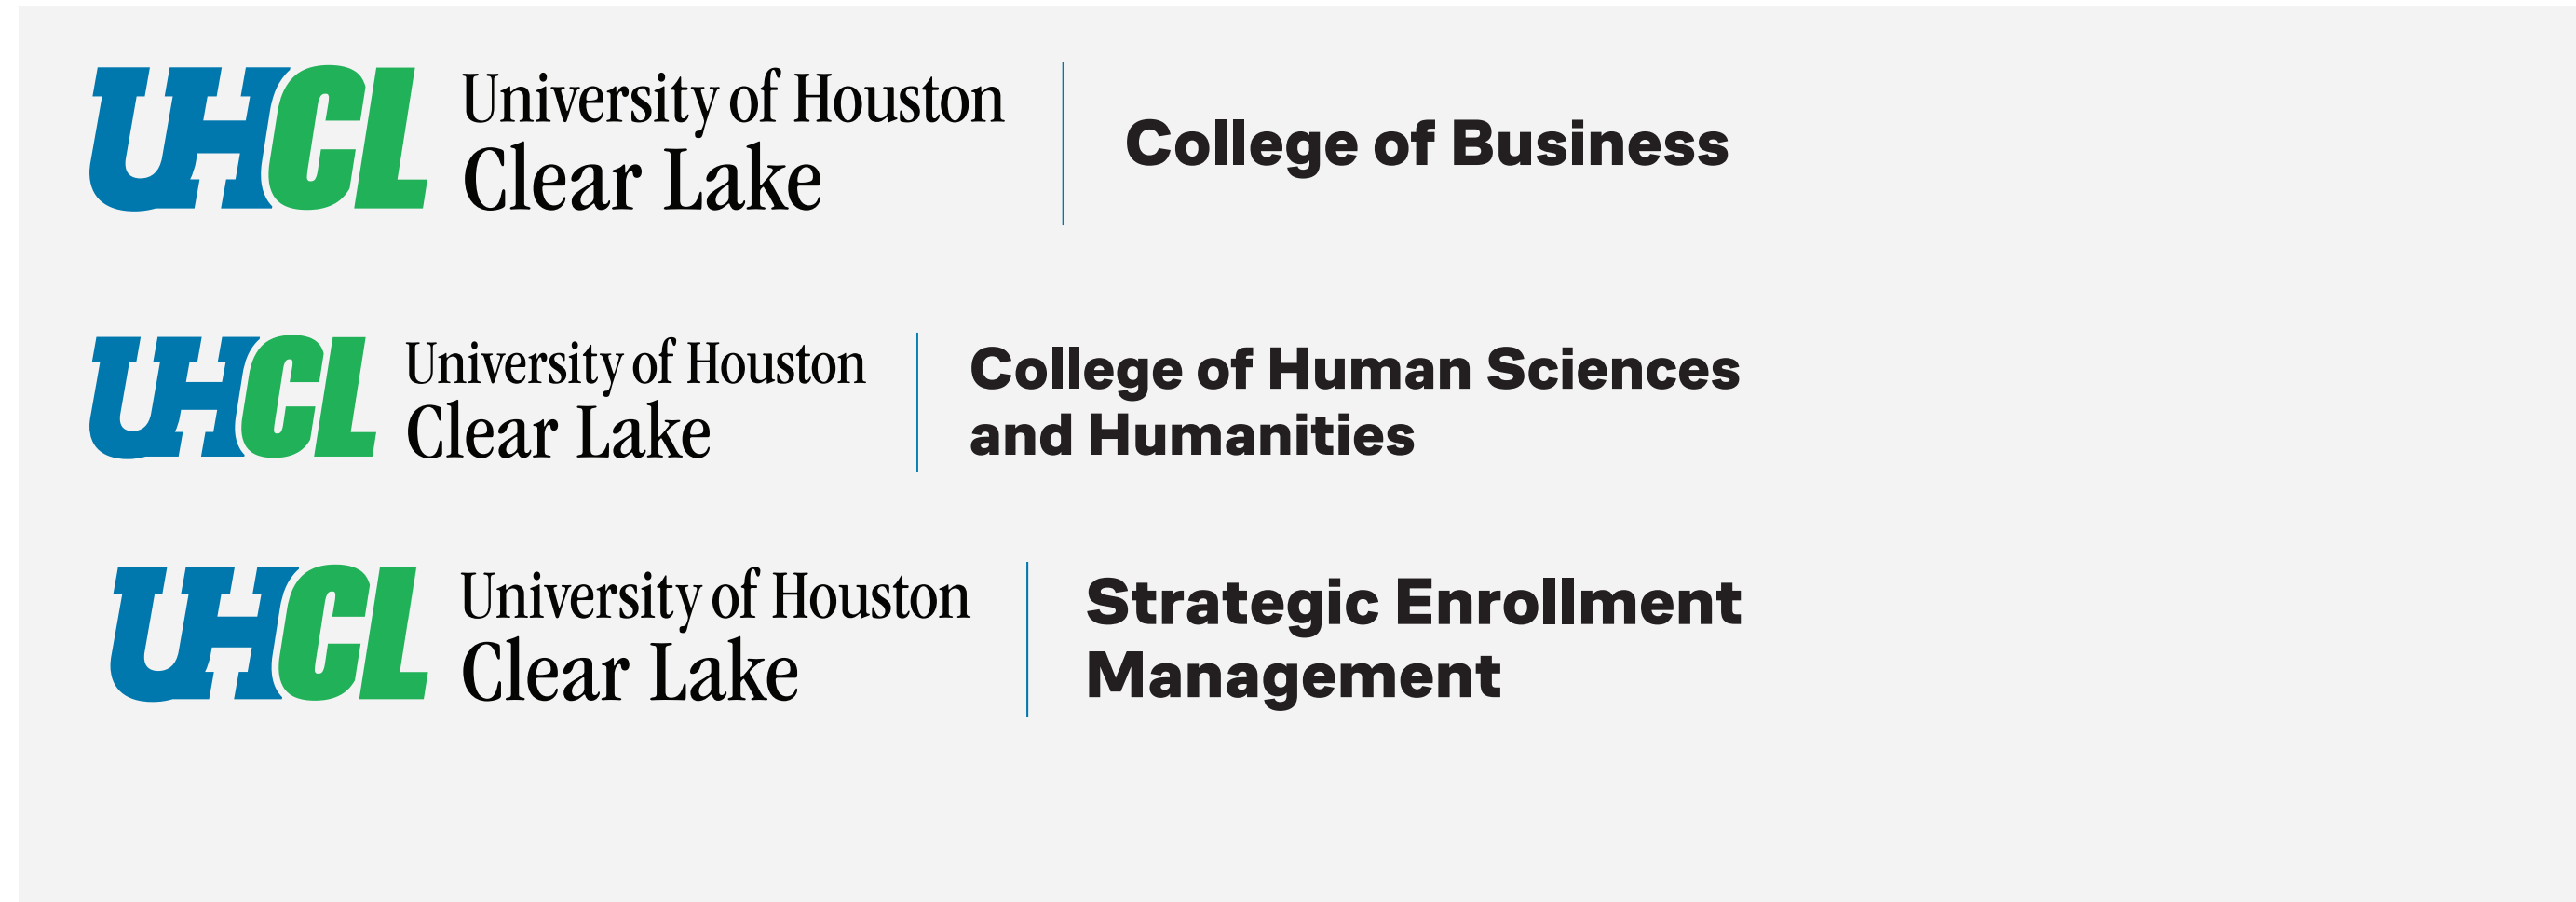 UHCL University of Houston
Clear Lake
College of Business
UHCL University of Houston
Clear Lake
College of Human Sciences
and Humanities
UHCL University of Houston
Clear Lake
Strategic Enrollment
Management